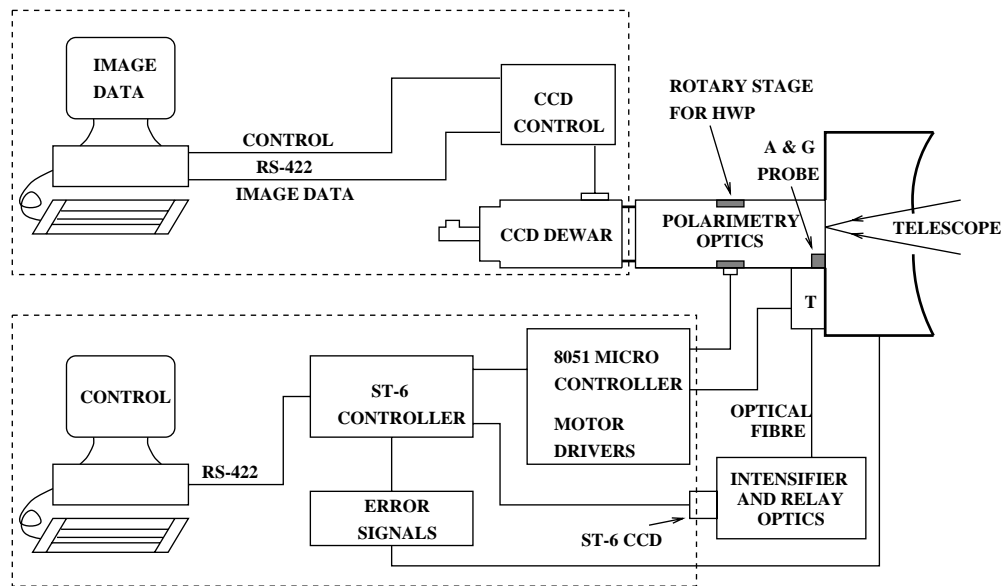 IMAGE
DATA
CONTROL
RS-422
IMAGE DATA
CCD
CONTROL
CCD DEWAR
ROTARY STAGE
FOR HWP
A & G
PROBE
POLARIMETRY
OPTICS
TELESCOPE
T
CONTROL
RS-422
ST-6
CONTROLLER
8051 MICRO
CONTROLLER
MOTOR
DRIVERS
ERROR
SIGNALS
OPTICAL
FIBRE
INTENSIFIER
AND RELAY
OPTICS
ST-6 CCD